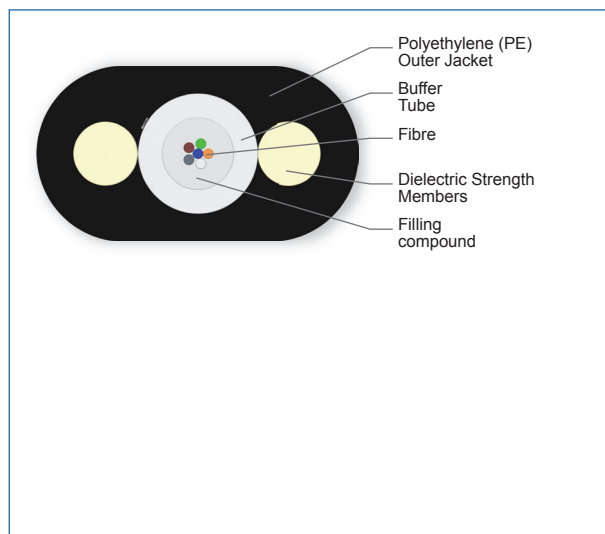 Polyethylene (PE)
Outer Jacket
Buffer
Tube
Fibre
Dielectric Strength
Members
Filling
compound